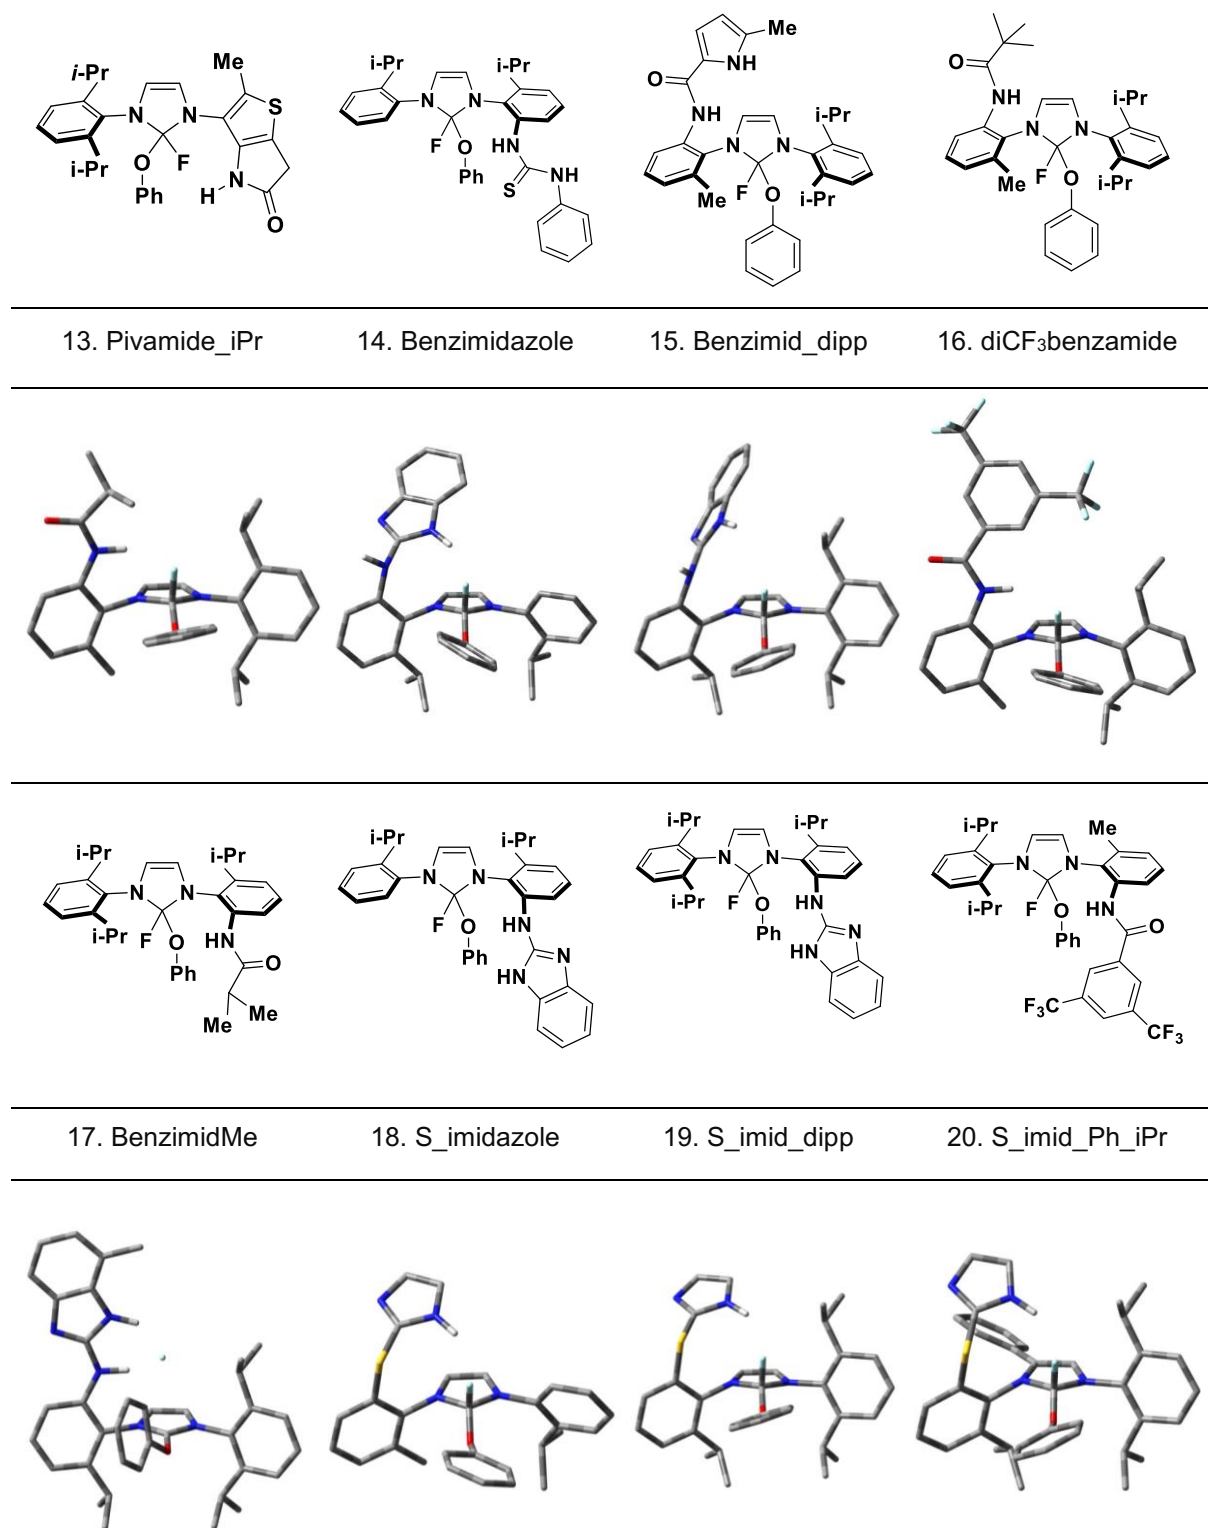 i-Pr Me i-Pr i-Pr Me
N N S N N O NH O
i-Pr O F F O HN NH NH i-Pr i-Pr
Ph N H Ph S NH N N N N
O Me F O i-Pr Me F O i-Pr
13. Pivamide_iPr 14. Benzimidazole 15. Benzimid_dipp 16. diCF3benzamide
i-Pr i-Pr i-Pr i-Pr i-Pr i-Pr i-Pr Me
N N N N N N N N
i-Pr F O HN F O HN i-Pr F O HN i-Pr F O HN O
Ph O Ph N Ph N Ph
Me Me HN HN F3C CF3
17. BenzimidMe 18. S_imidazole 19. S_imid_dipp 20. S_imid_Ph_iPr